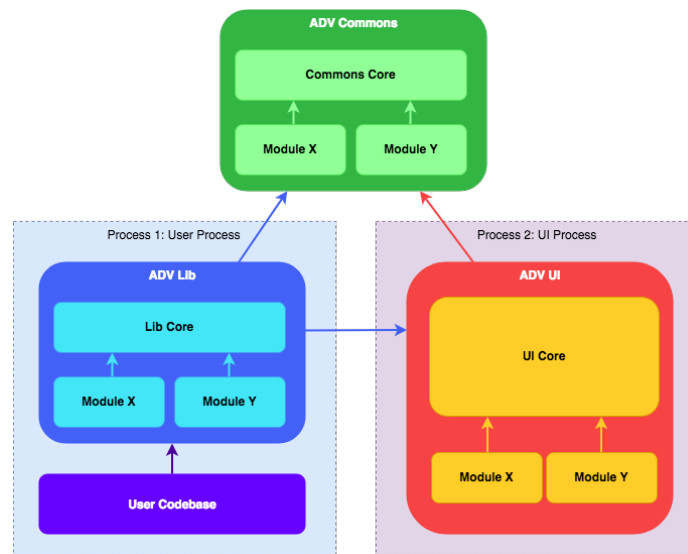 ADV Commons
Commons Core
Module X
Module Y
Process 1: User Process
ADV Lib
Lib Core
Module X
Module Y
User Codebase
Process 2: UI Process
ADV UI
UI Core
Module X
Module Y